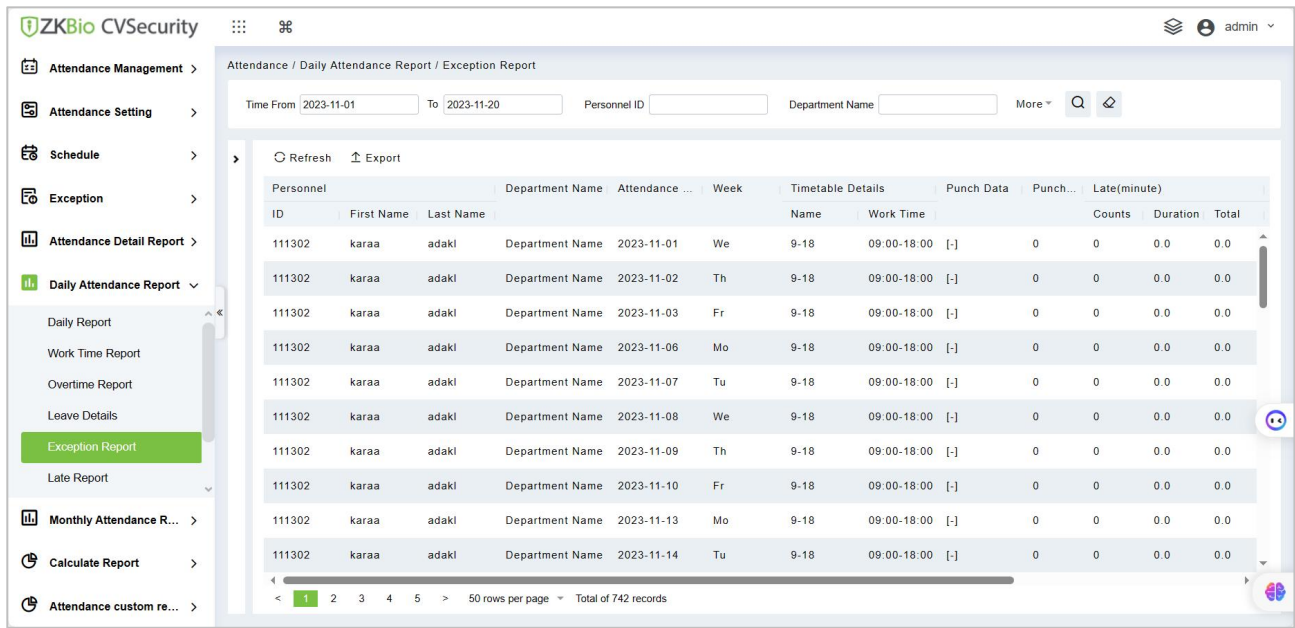 ZKBio CVSecurity admin
Attendance Management
Attendance Setting
Schedule
Exception
Attendance Detail Report
Daily Attendance Report
Daily Report
Work Time Report
Overtime Report
Leave Details
Exception Report
Late Report
Monthly Attendance R...
Calculate Report
Attendance custom re...
Attendance / Daily Attendance Report / Exception Report
Time From 2023-11-01 To 2023-11-20 Personnel ID Department Name More
Refresh Export
Personnel Department Name Attendance ... Week Timetable Details Punch Data Punch... Late(minute)
ID First Name Last Name Name Work Time Counts Duration Total
111302 karaa adakl Department Name 2023-11-01 We 9-18 09:00-18:00 [-] 0 0 0.0 0.0
111302 karaa adakl Department Name 2023-11-02 Th 9-18 09:00-18:00 [-] 0 0 0.0 0.0
111302 karaa adakl Department Name 2023-11-03 Fr 9-18 09:00-18:00 [-] 0 0 0.0 0.0
111302 karaa adakl Department Name 2023-11-06 Mo 9-18 09:00-18:00 [-] 0 0 0.0 0.0
111302 karaa adakl Department Name 2023-11-07 Tu 9-18 09:00-18:00 [-] 0 0 0.0 0.0
111302 karaa adakl Department Name 2023-11-08 We 9-18 09:00-18:00 [-] 0 0 0.0 0.0
111302 karaa adakl Department Name 2023-11-09 Th 9-18 09:00-18:00 [-] 0 0 0.0 0.0
111302 karaa adakl Department Name 2023-11-10 Fr 9-18 09:00-18:00 [-] 0 0 0.0 0.0
111302 karaa adakl Department Name 2023-11-13 Mo 9-18 09:00-18:00 [-] 0 0 0.0 0.0
111302 karaa adakl Department Name 2023-11-14 Tu 9-18 09:00-18:00 [-] 0 0 0.0 0.0
< 1 2 3 4 5 > 50 rows per page Total of 742 records